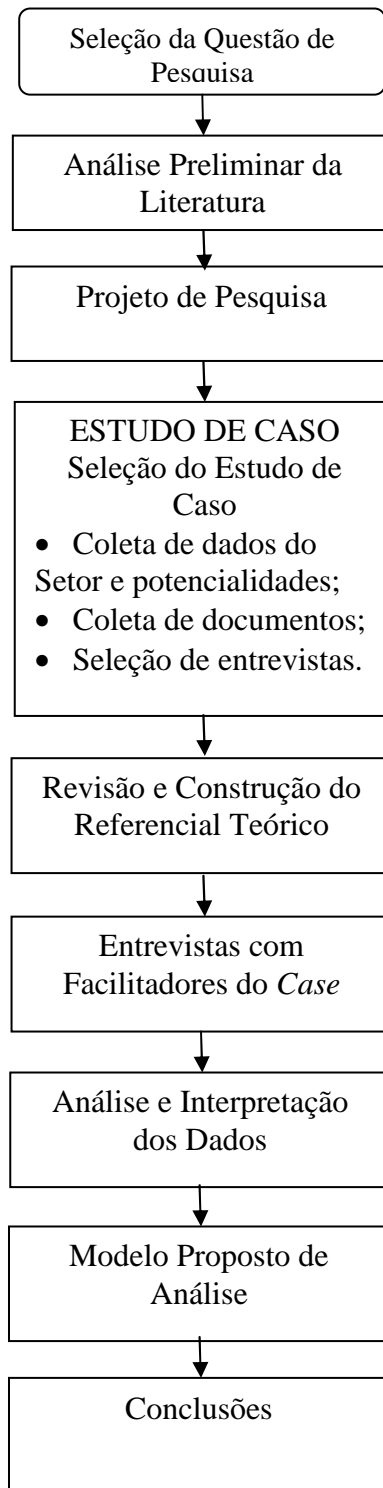 Seleção da Questão de
Pesquisa
Análise Preliminar da
Literatura
Projeto de Pesquisa
ESTUDO DE CASO
Seleção do Estudo de
Caso
• Coleta de dados do
Setor e potencialidades;
• Coleta de documentos;
• Seleção de entrevistas.
Revisão e Construção do
Referencial Teórico
Entrevistas com
Facilitadores do Case
Análise e Interpretação
dos Dados
Modelo Proposto de
Análise
Conclusões